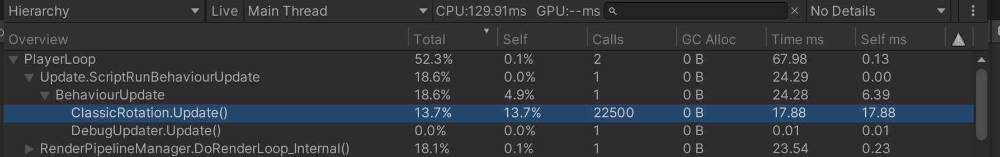 Hierarchy Live Main Thread CPU:129.91ms GPU:--ms No Details
Overview Total Self Calls GC Alloc Time ms Self ms
PlayerLoop 52.3% 0.1% 2 0 B 67.98 0.13
Update.ScriptRunBehaviourUpdate 18.6% 0.0% 1 0 B 24.29 0.00
BehaviourUpdate 18.6% 4.9% 1 0 B 24.28 6.39
ClassicRotation.Update() 13.7% 13.7% 22500 0 B 17.88 17.88
DebugUpdater.Update() 0.0% 0.0% 1 0 B 0.01 0.01
RenderPipelineManager.DoRenderLoop_Internal() 18.1% 0.1% 1 0 B 23.54 0.23